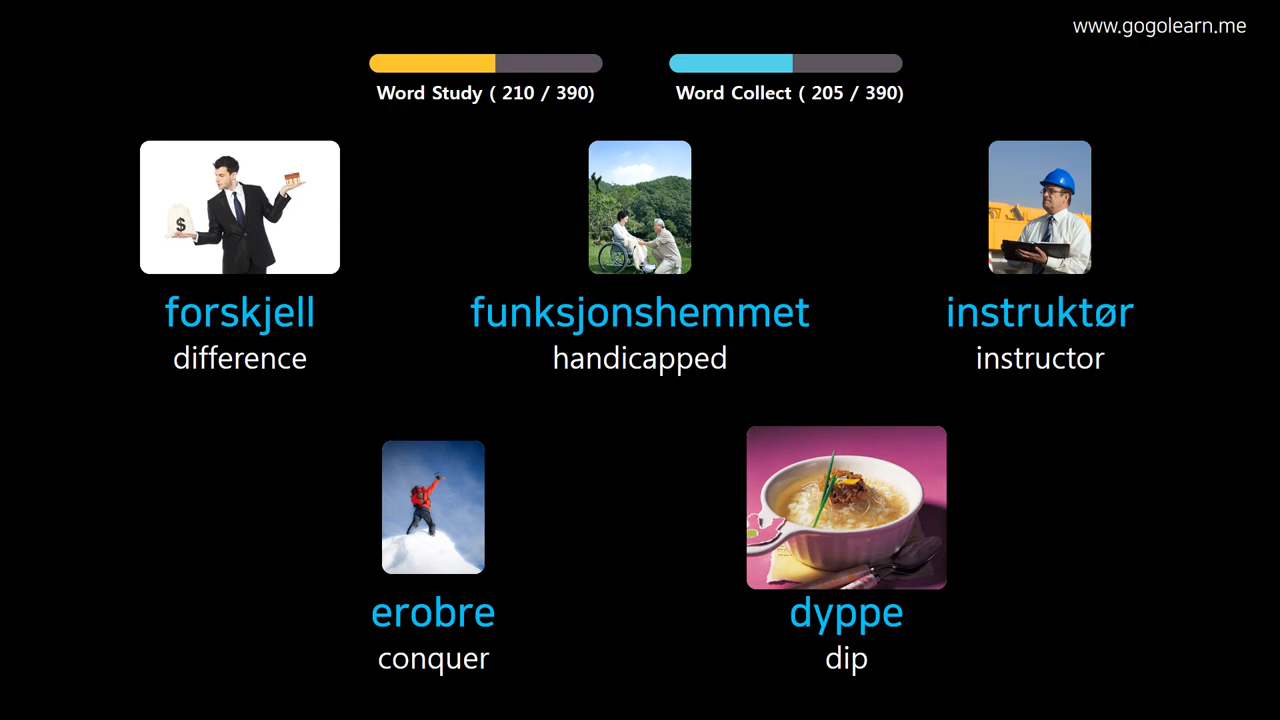 www.gogolearn.me
Word Study ( 210 / 390)
Word Collect ( 205 / 390)
$
forskjell
difference
funksjonshemmet
handicapped
instruktør
instructor
erobre
conquer
dyppe
dip